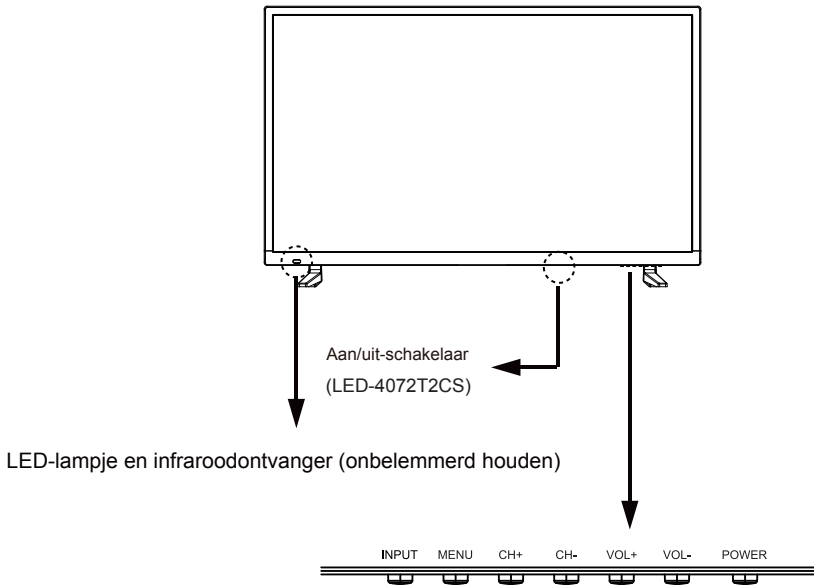 Aan/uit-schakelaar
(LED-4072T2CS)
LED-lampje en infraroodontvanger (onbelemmerd houden)
INPUT MENU CH+ CH- VOL+ VOL- POWER